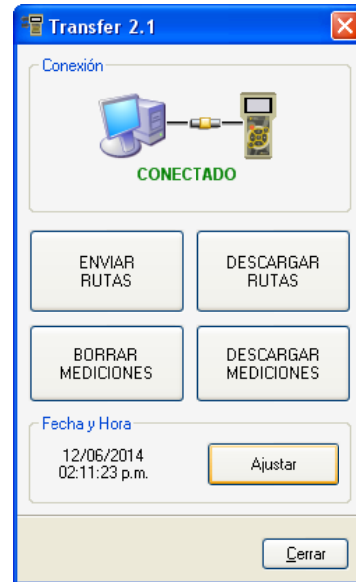 Transfer 2.1
Conexión
CONECTADO
ENVIAR
RUTAS
DESCARGAR
RUTAS
BORRAR
MEDICIONES
DESCARGAR
MEDICIONES
Fecha y Hora
12/06/2014
02:11:23 p.m.
Ajustar
Cerrar